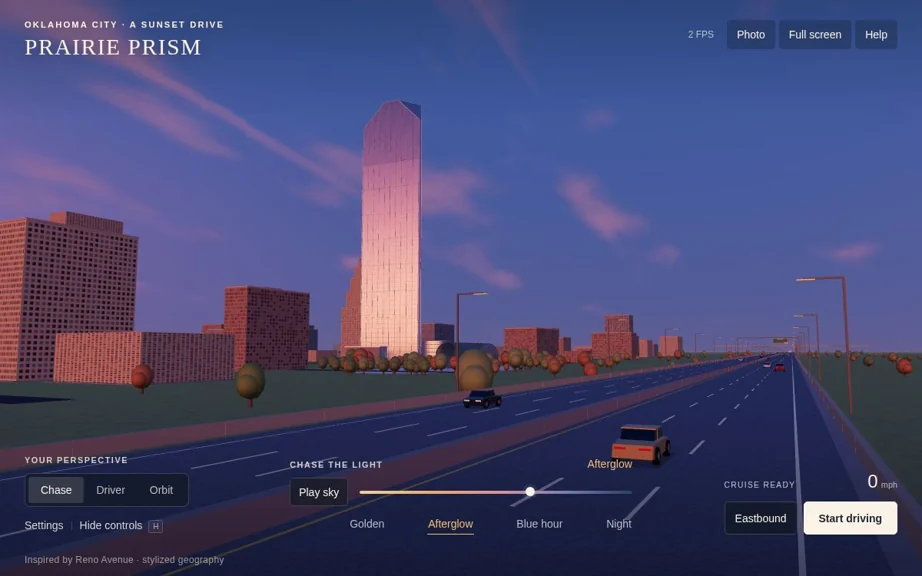 OKLAHOMA CITY · A SUNSET DRIVE
PRAIRIE PRISM
2 FPS
Photo
Full screen
Help
YOUR PERSPECTIVE
Chase
Driver
Orbit
Settings
Hide controls H
CHASE THE LIGHT
Afterglow
Play sky
Golden
Afterglow
Blue hour
Night
CRUISE READY
0 mph
Eastbound
Start driving
Inspired by Reno Avenue · stylized geography